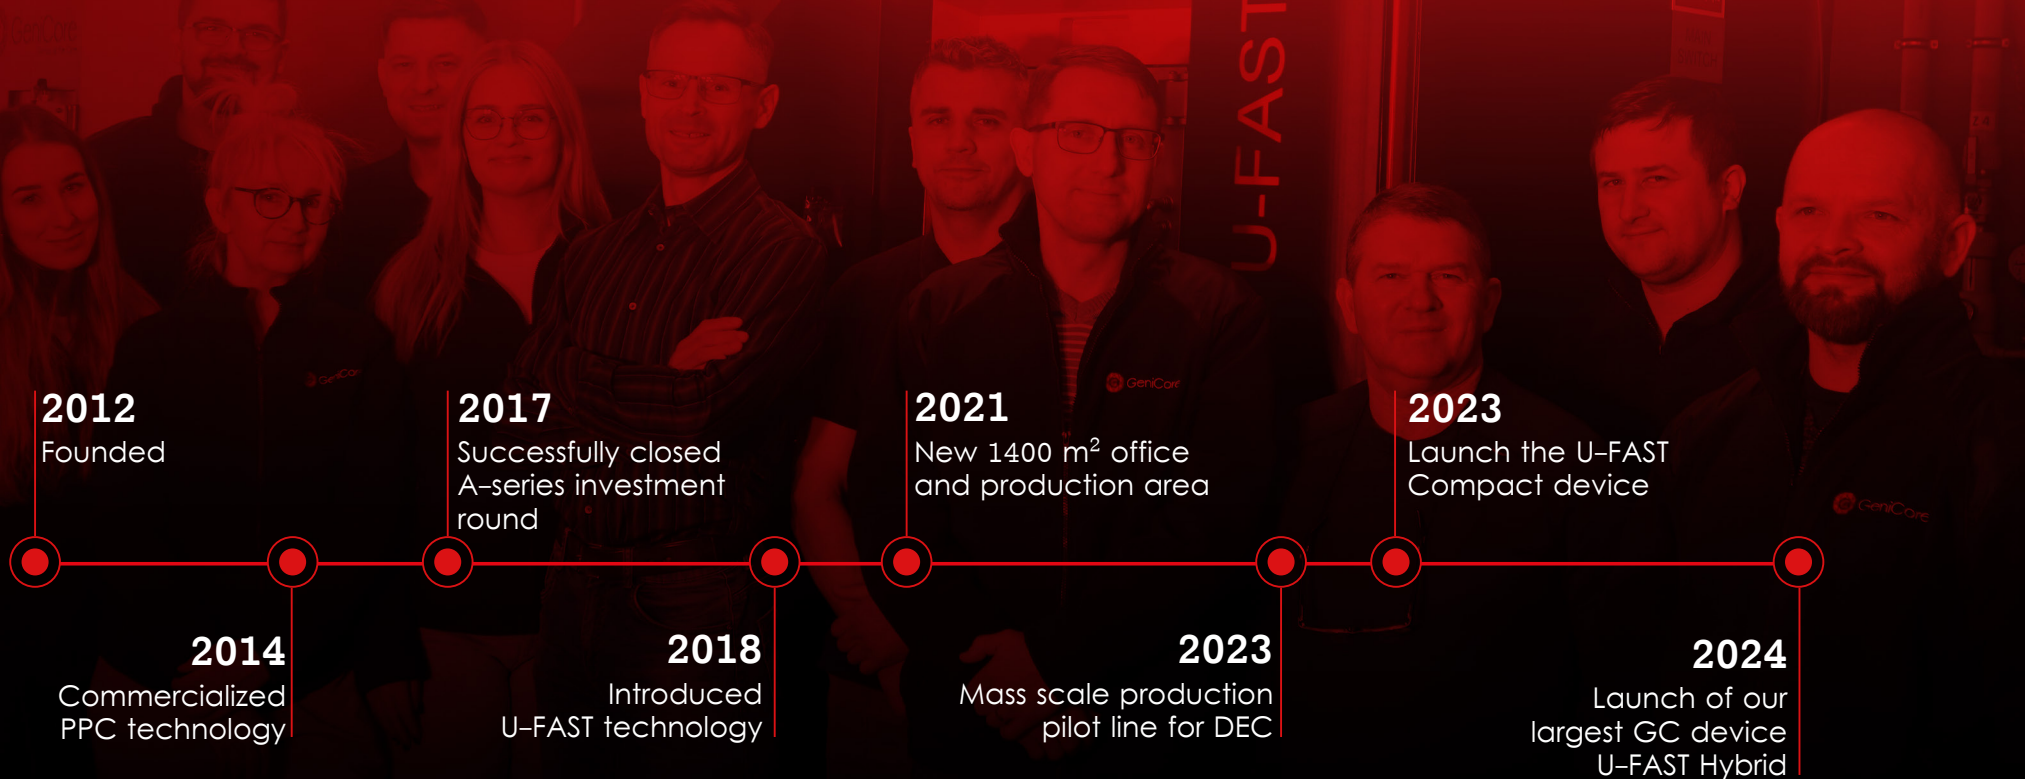 GeniCore
U-FAST
GeniCore
GeniCore
GeniCore
2012
Founded
2017
Successfully closed
A-series investment
round
2021
New 1400 m² office
and production area
2023
Launch the U-FAST
Compact device
2014
Commercialized
PPC technology
2018
Introduced
U-FAST technology
2023
Mass scale production
pilot line for DEC
2024
Launch of our
largest GC device
U-FAST Hybrid